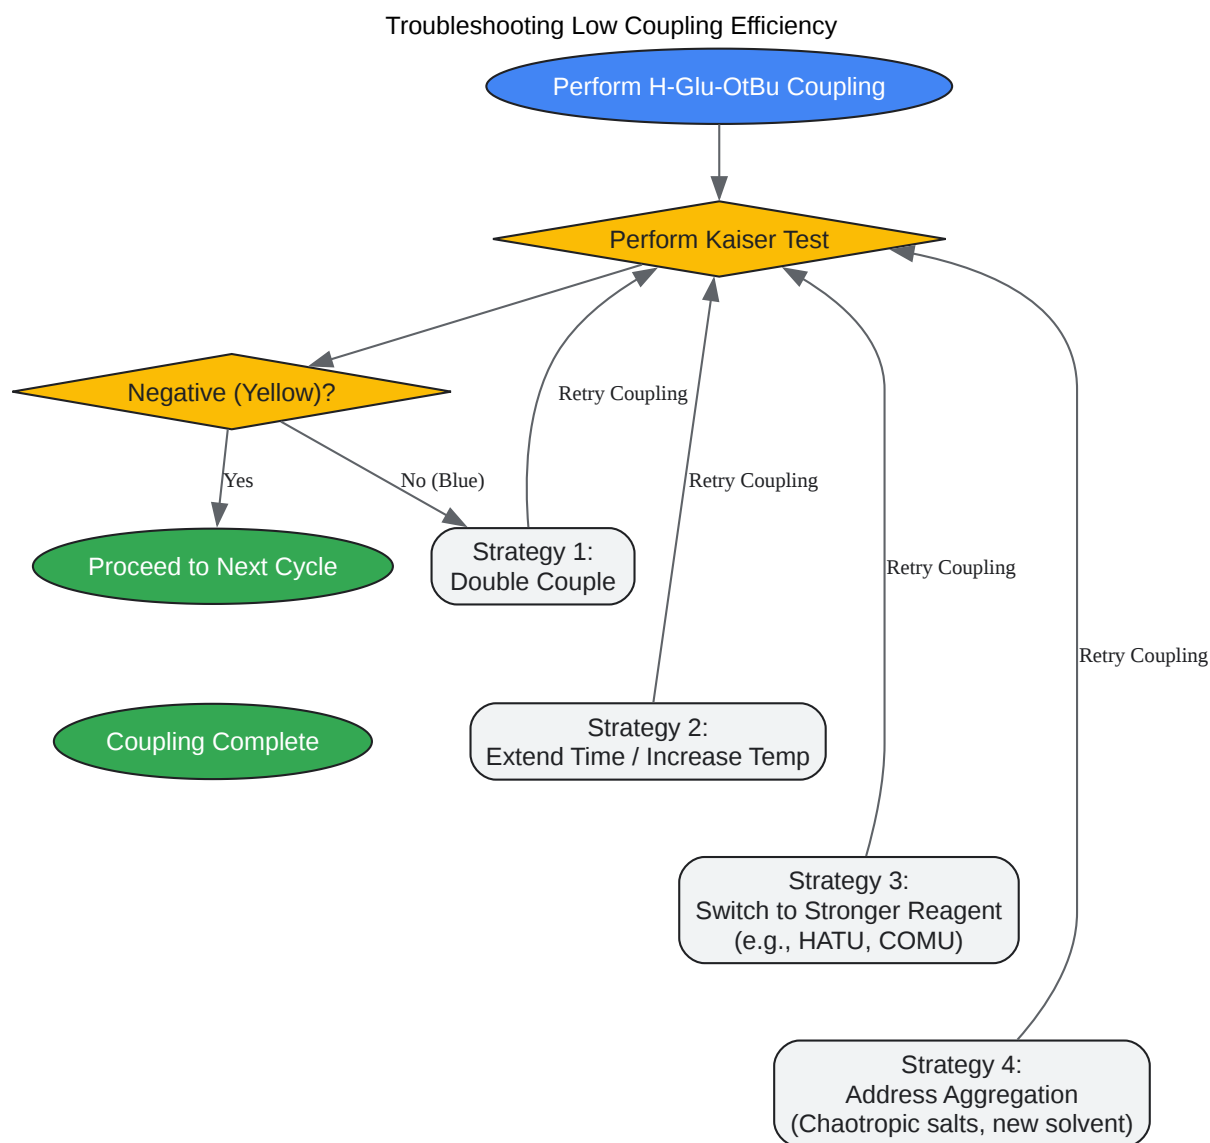 Troubleshooting Low Coupling Efficiency
Perform H-Glu-OtBu Coupling
Perform Kaiser Test
Negative (Yellow)?
Retry Coupling
Yes
No (Blue)
Retry Coupling
Proceed to Next Cycle
Strategy 1:
Double Couple
Retry Coupling
Retry Coupling
Coupling Complete
Strategy 2:
Extend Time / Increase Temp
Strategy 3:
Switch to Stronger Reagent
(e.g., HATU, COMU)
Strategy 4:
Address Aggregation
(Chaotropic salts, new solvent)